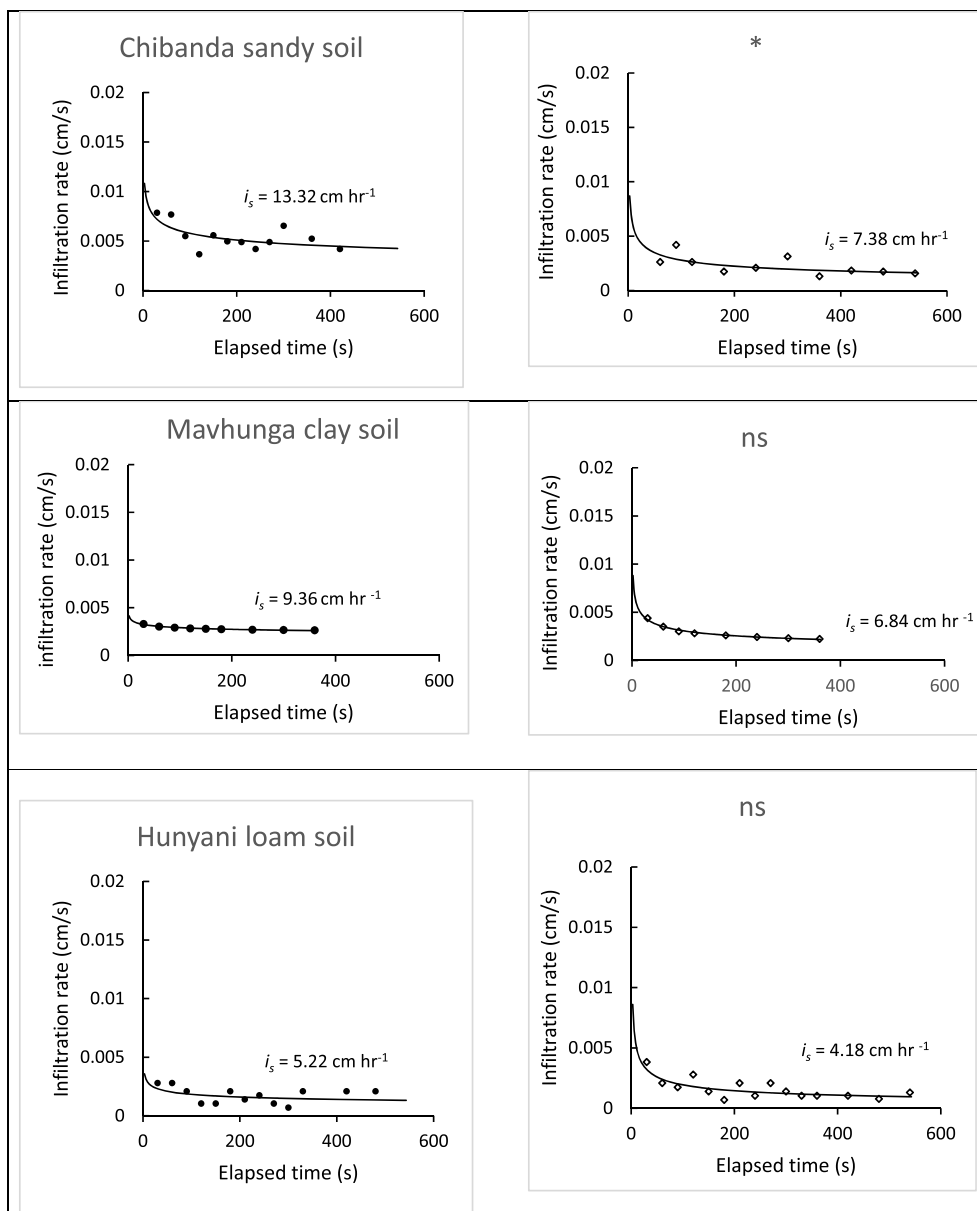 Chibanda sandy soil
Infiltration rate (cm/s)
0.02
0.015
0.01
0.005
0
i_s = 13.32 cm hr⁻¹
0 200 400 600
Elapsed time (s)
*
Infiltration rate (cm/s)
0.02
0.015
0.01
0.005
0
i_s = 7.38 cm hr⁻¹
0 200 400 600
Elapsed time (s)
Mavhunga clay soil
infiltration rate (cm/s)
0.02
0.015
0.01
0.005
0
i_s = 9.36 cm hr ⁻¹
0 200 400 600
Elapsed time (s)
ns
Infiltration rate (cm/s)
0.02
0.015
0.01
0.005
0
i_s = 6.84 cm hr ⁻¹
0 200 400 600
Elapsed time (s)
Hunyani loam soil
Infiltration rate (cm/s)
0.02
0.015
0.01
0.005
0
i_s = 5.22 cm hr⁻¹
0 200 400 600
Elapsed time (s)
ns
Infiltration rate (cm/s)
0.02
0.015
0.01
0.005
0
i_s = 4.18 cm hr ⁻¹
0 200 400 600
Elapsed time (s)